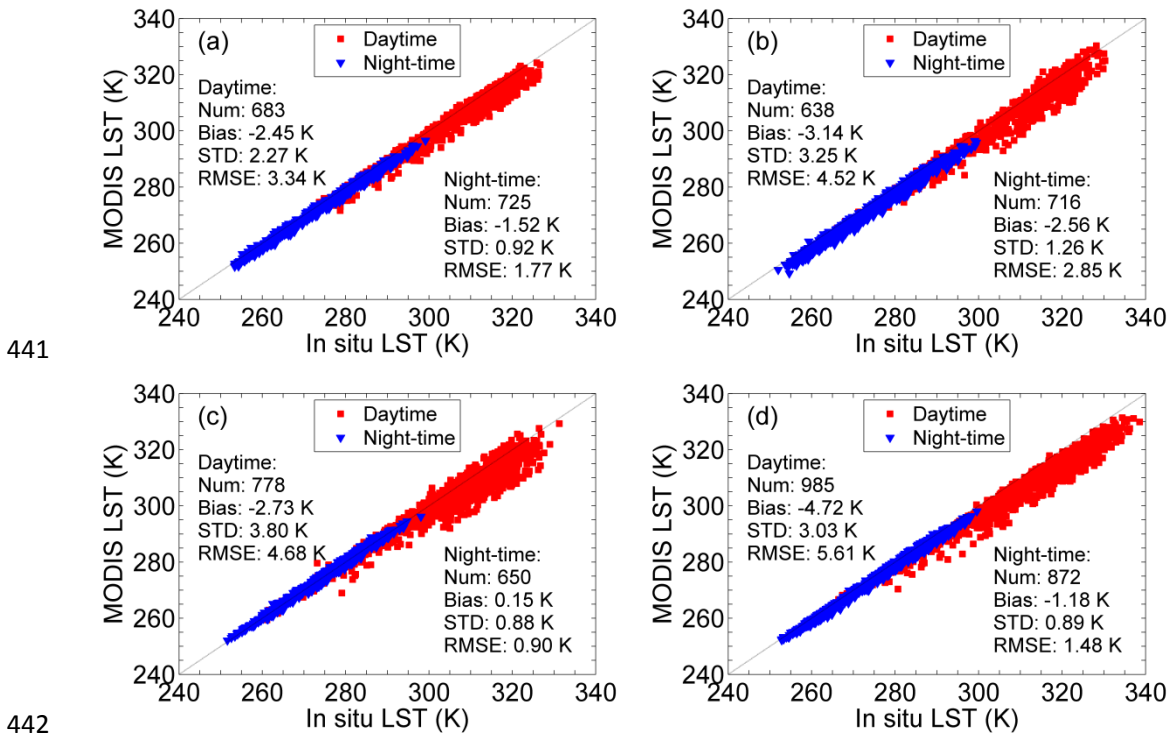 340
(a)
Daytime
Night-time
320
300
280
260
240
MODIS LST (K)
Daytime:
Num: 683
Bias: -2.45 K
STD: 2.27 K
RMSE: 3.34 K
Night-time:
Num: 725
Bias: -1.52 K
STD: 0.92 K
RMSE: 1.77 K
240 260 280 300 320 340
In situ LST (K)
340
(b)
Daytime
Night-time
320
300
280
260
240
MODIS LST (K)
Daytime:
Num: 638
Bias: -3.14 K
STD: 3.25 K
RMSE: 4.52 K
Night-time:
Num: 716
Bias: -2.56 K
STD: 1.26 K
RMSE: 2.85 K
240 260 280 300 320 340
In situ LST (K)
441
340
(c)
Daytime
Night-time
320
300
280
260
240
MODIS LST (K)
Daytime:
Num: 778
Bias: -2.73 K
STD: 3.80 K
RMSE: 4.68 K
Night-time:
Num: 650
Bias: 0.15 K
STD: 0.88 K
RMSE: 0.90 K
240 260 280 300 320 340
In situ LST (K)
340
(d)
Daytime
Night-time
320
300
280
260
240
MODIS LST (K)
Daytime:
Num: 985
Bias: -4.72 K
STD: 3.03 K
RMSE: 5.61 K
Night-time:
Num: 872
Bias: -1.18 K
STD: 0.89 K
RMSE: 1.48 K
240 260 280 300 320 340
In situ LST (K)
442